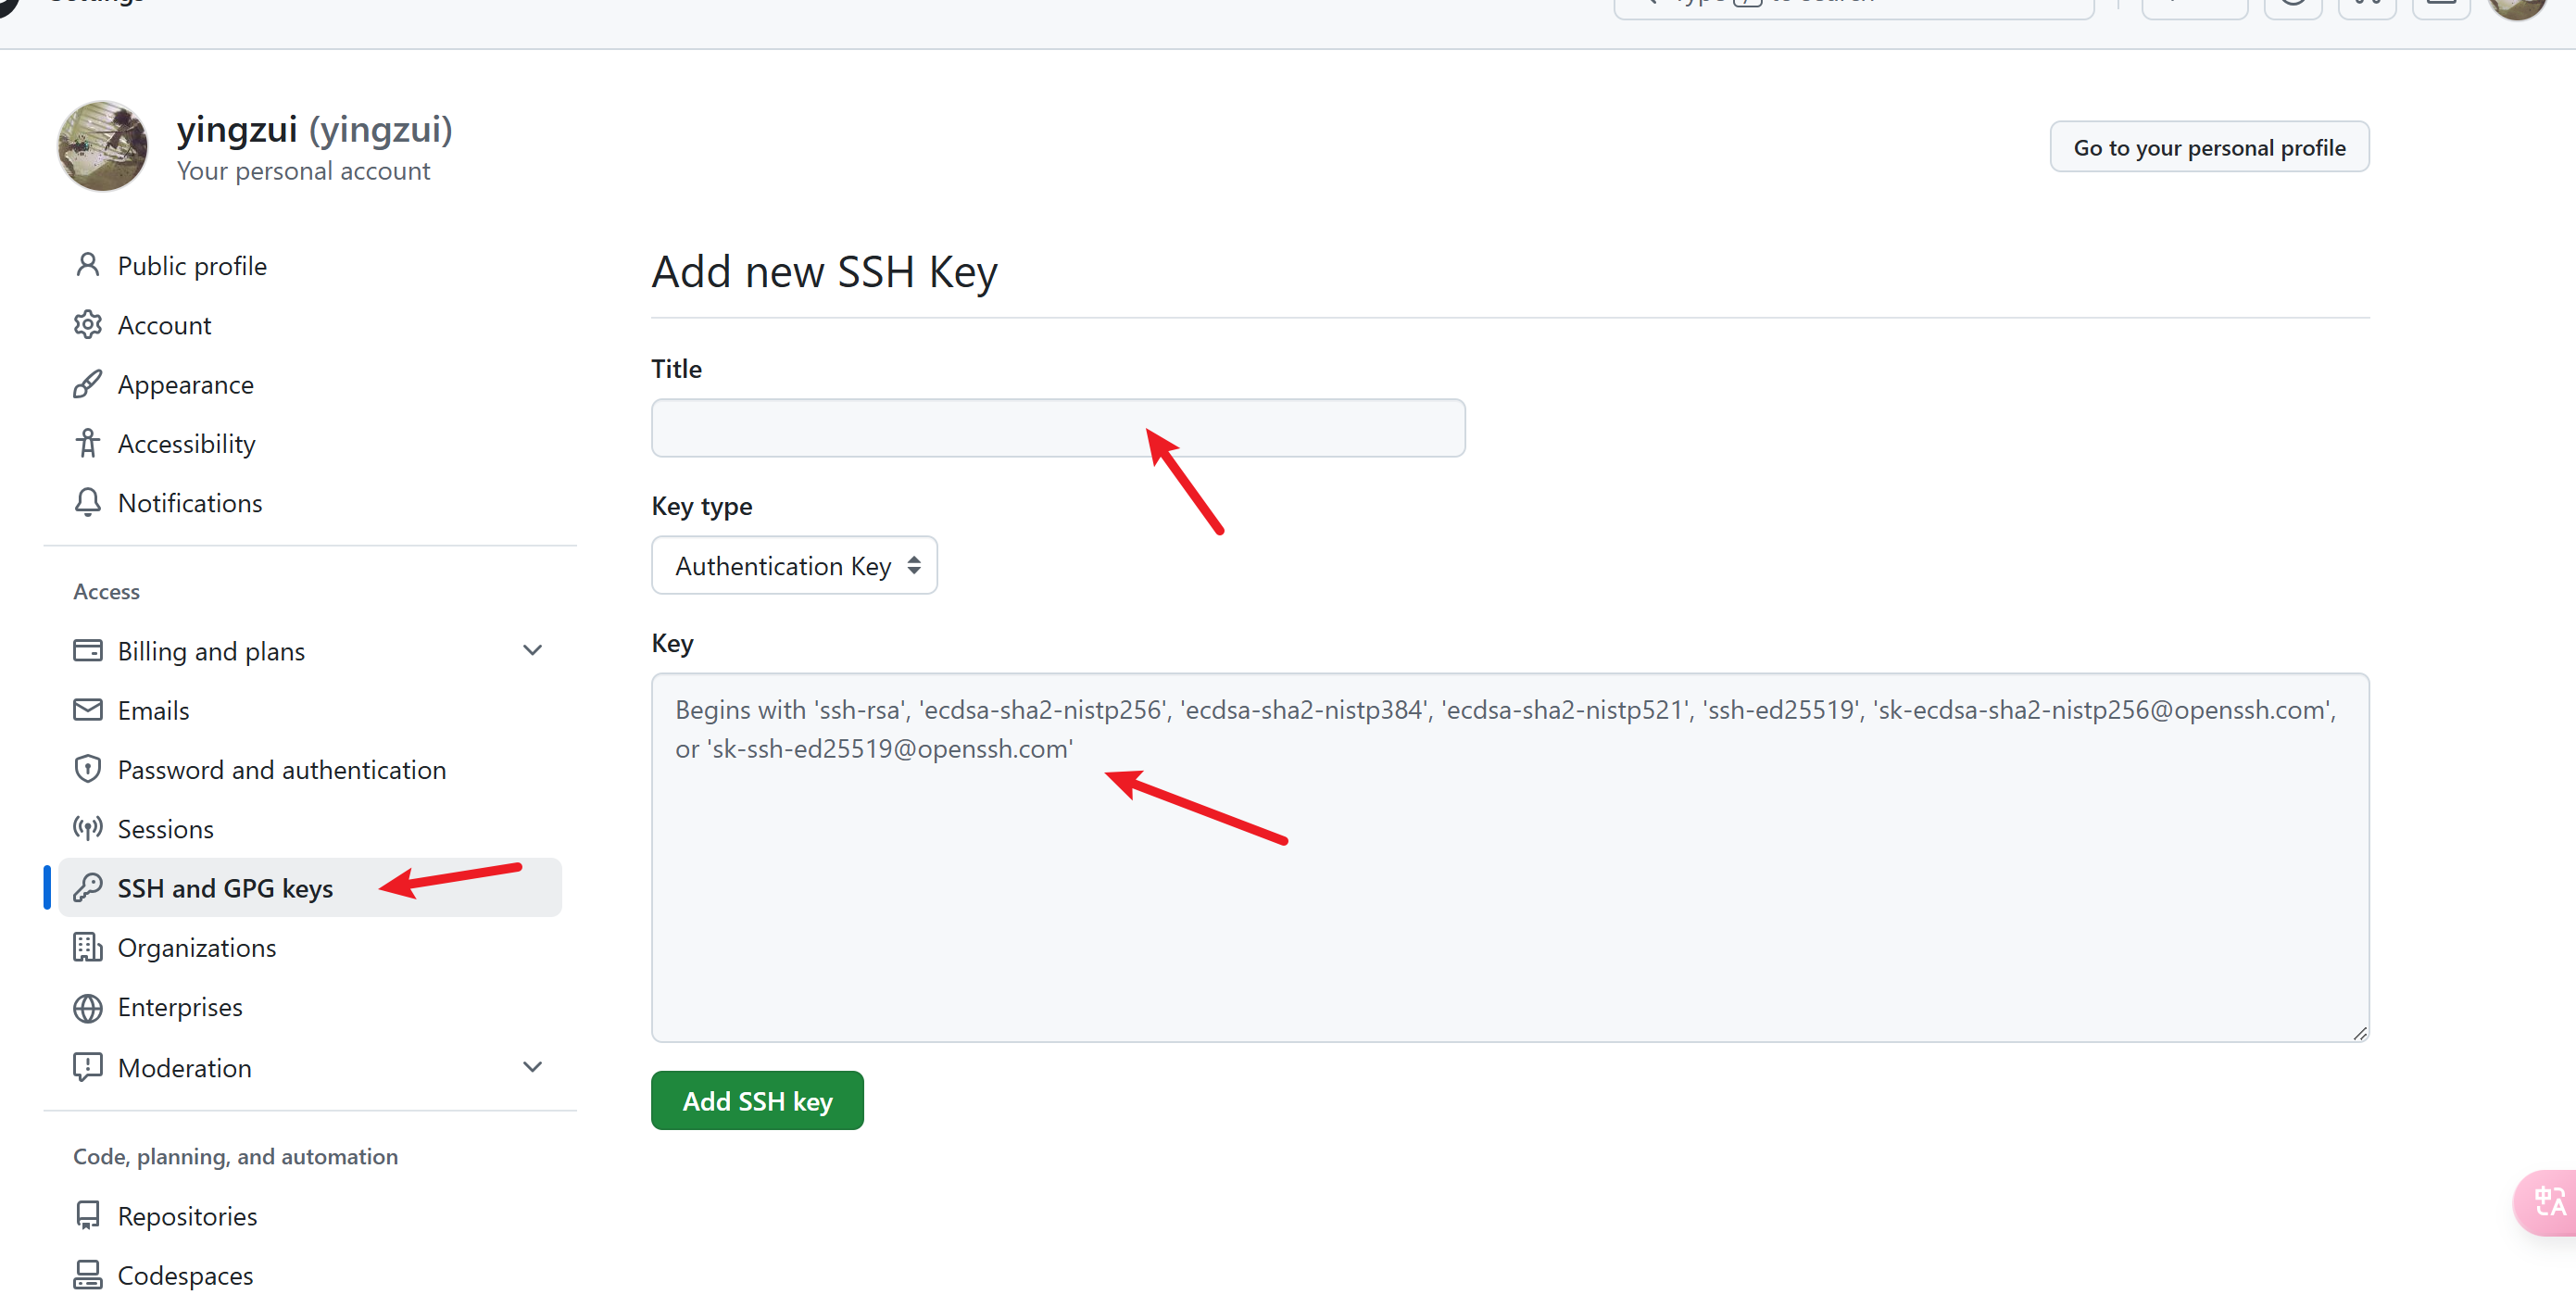 yingzui (yingzui)
Your personal account
Go to your personal profile
Public profile
Account
Appearance
Accessibility
Notifications
Access
Billing and plans
Emails
Password and authentication
Sessions
SSH and GPG keys
Organizations
Enterprises
Moderation
Code, planning, and automation
Repositories
Codespaces
Add new SSH Key
Title
Key type
Authentication Key
Key
Begins with 'ssh-rsa', 'ecdsa-sha2-nistp256', 'ecdsa-sha2-nistp384', 'ecdsa-sha2-nistp521', 'ssh-ed25519', 'sk-ecdsa-sha2-nistp256@openssh.com',
or 'sk-ssh-ed25519@openssh.com'
Add SSH key
中A